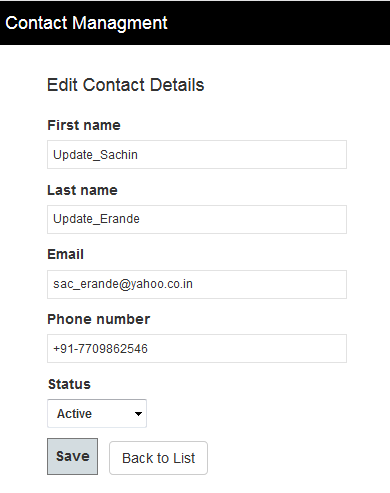 Contact Managment
Edit Contact Details
First name
Update_Sachin
Last name
Update_Erande
Email
sac_erande@yahoo.co.in
Phone number
+91-7709862546
Status
Active
Save Back to List